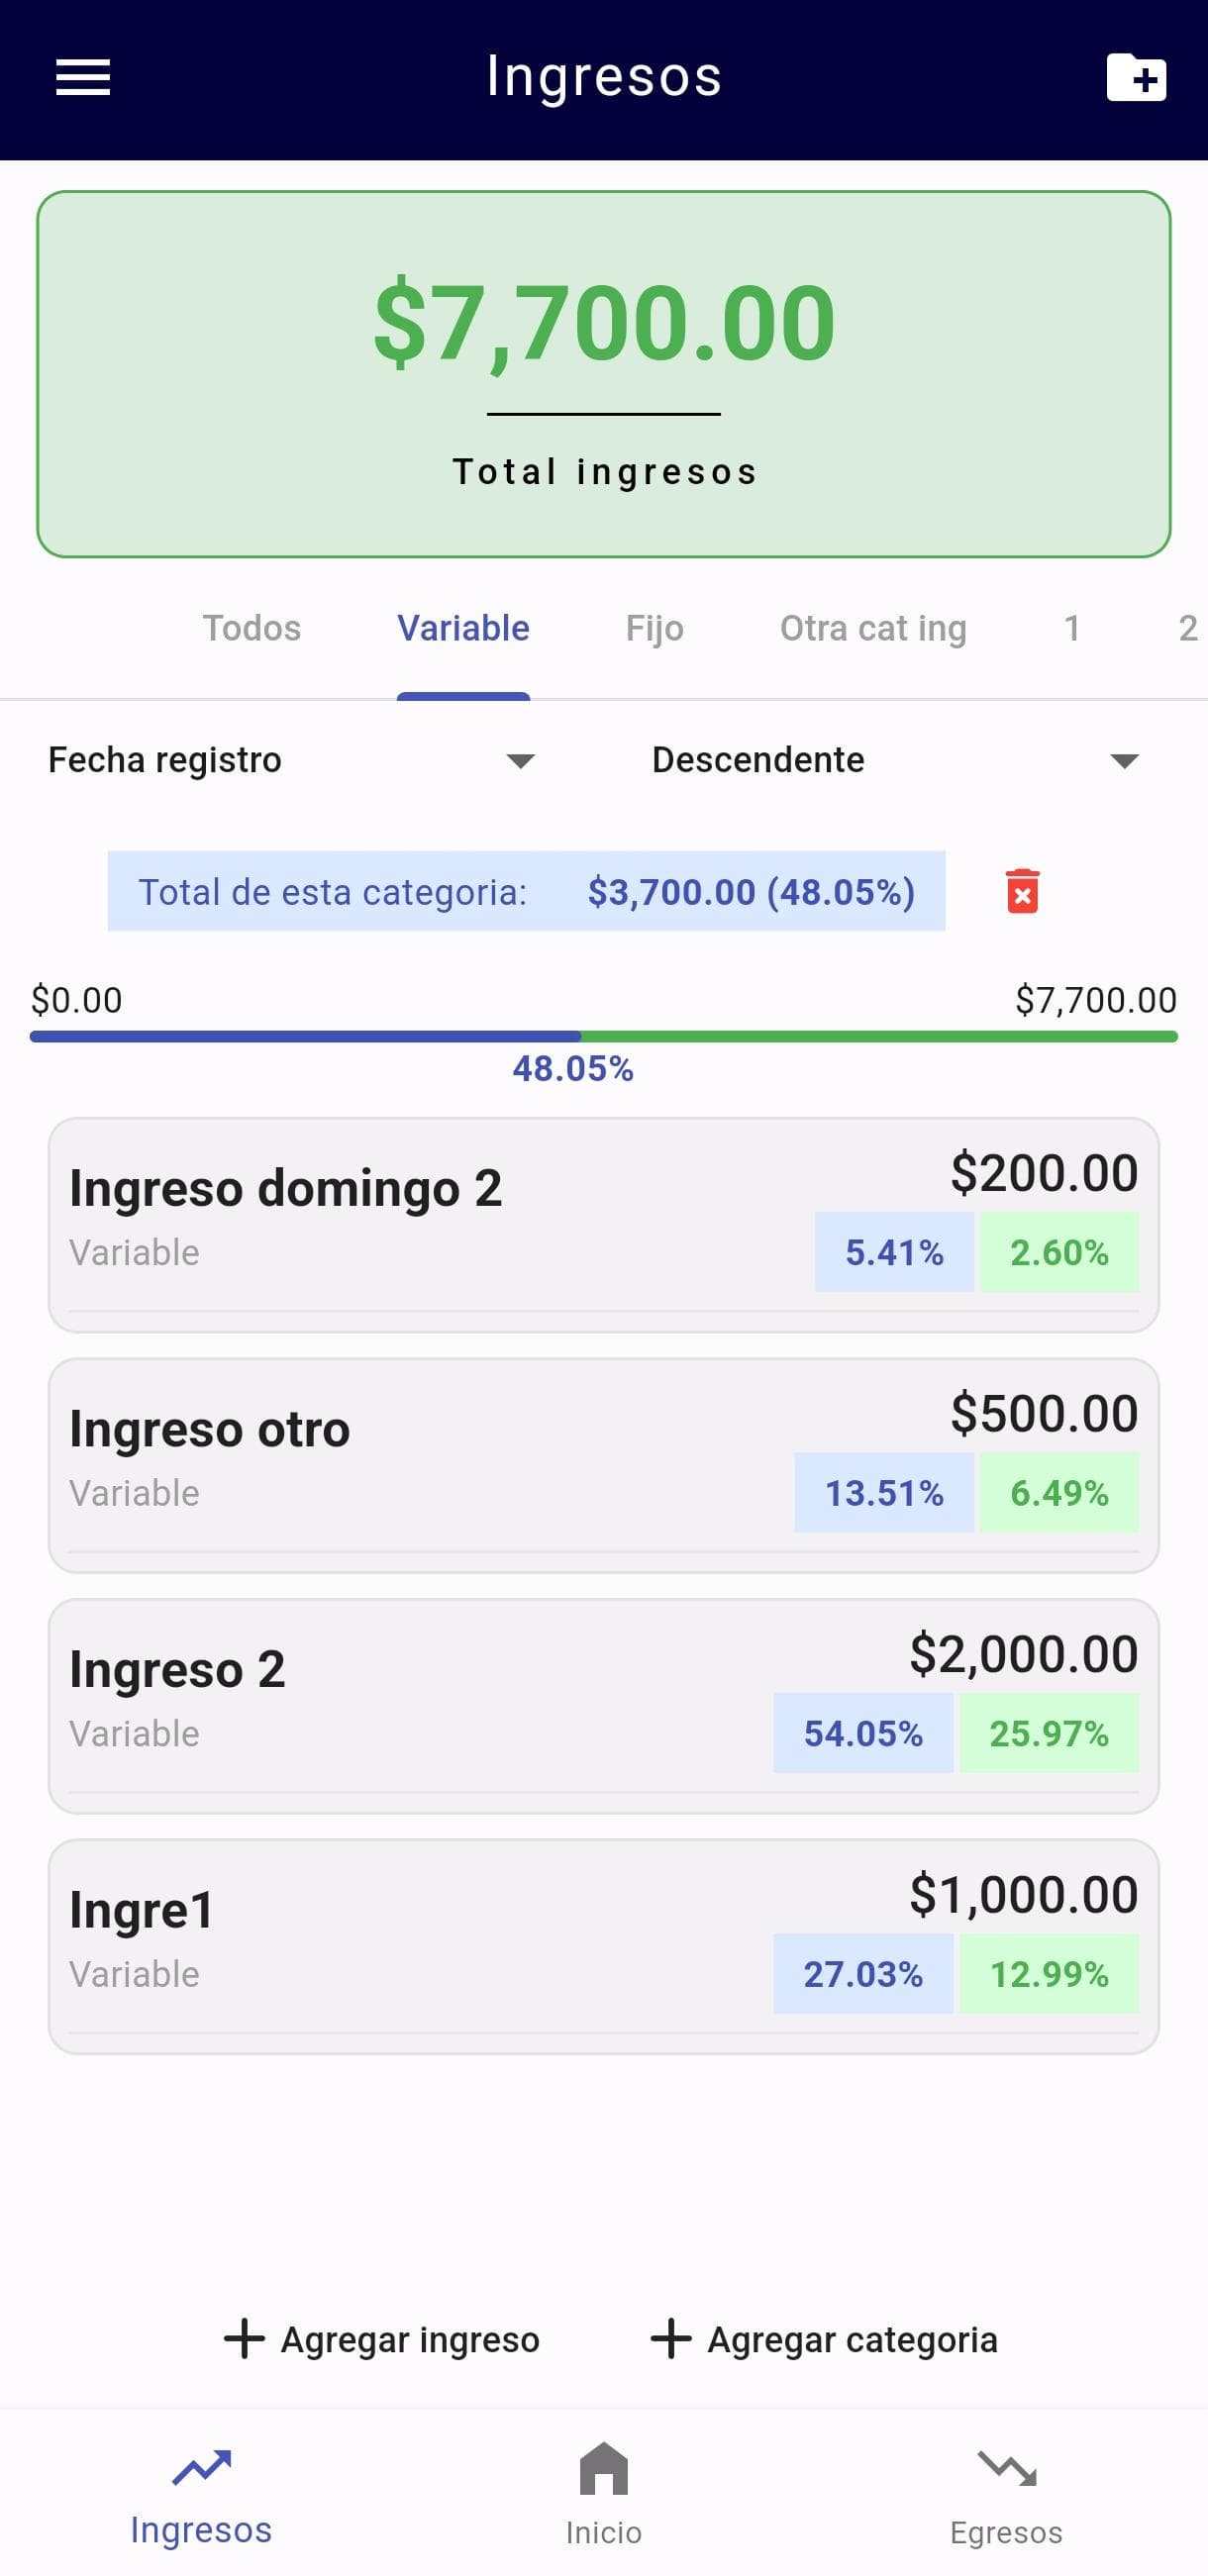 Ingresos
$7,700.00
Total ingresos
Todos Variable Fijo Otra cat ing 1 2
Fecha registro Descendente
Total de esta categoria: $3,700.00 (48.05%)
$0.00 $7,700.00
48.05%
Ingreso domingo 2 $200.00
Variable 5.41% 2.60%
Ingreso otro $500.00
Variable 13.51% 6.49%
Ingreso 2 $2,000.00
Variable 54.05% 25.97%
Ingre1 $1,000.00
Variable 27.03% 12.99%
Agregar ingreso Agregar categoria
Ingresos Inicio Egresos